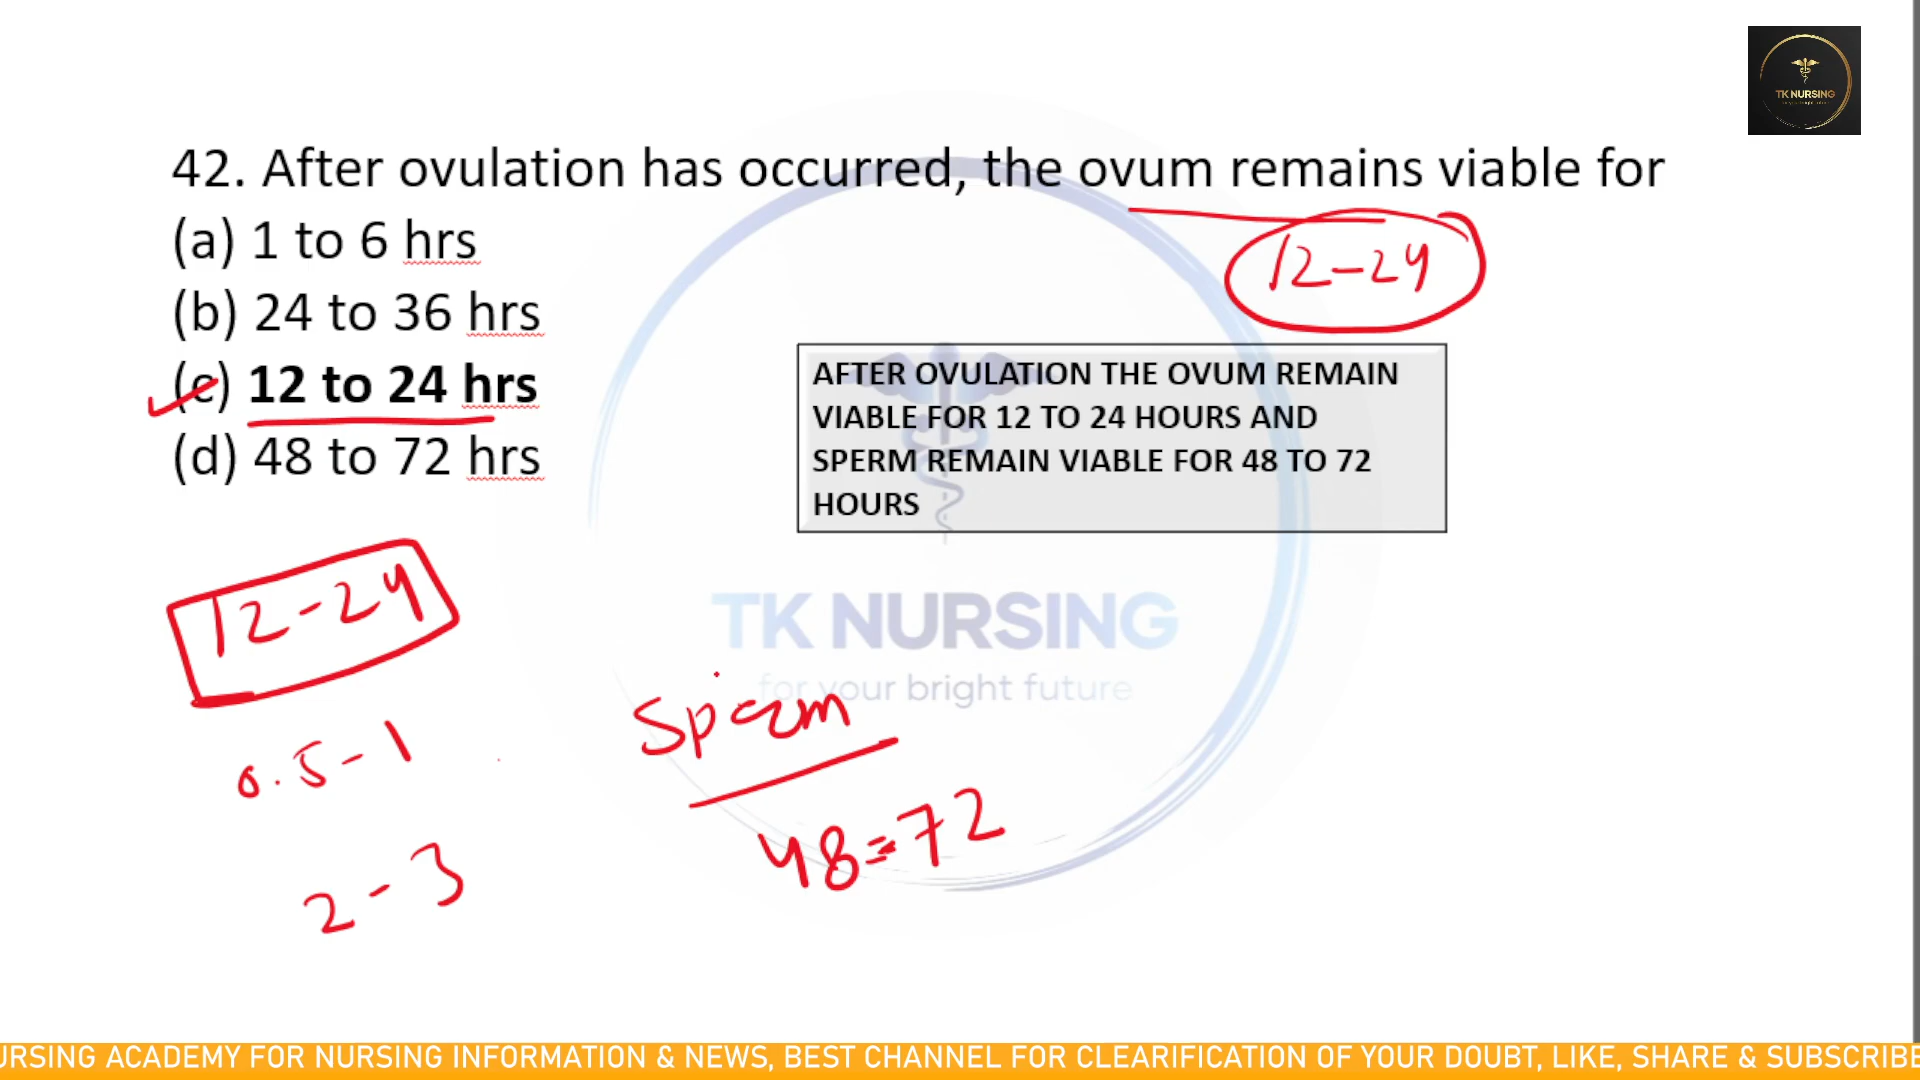 TK NURSING
42. After ovulation has occurred, the ovum remains viable for
(a) 1 to 6 hrs
12-24
(b) 24 to 36 hrs
(c) 12 to 24 hrs
(d) 48 to 72 hrs
AFTER OVULATION THE OVUM REMAIN
VIABLE FOR 12 TO 24 HOURS AND
SPERM REMAIN VIABLE FOR 48 TO 72
HOURS
12-24
TK NURSING
for your bright future
0.5-1
Sperm
48=72
2-3
URSING ACADEMY FOR NURSING INFORMATION & NEWS, BEST CHANNEL FOR CLEARIFICATION OF YOUR DOUBT, LIKE, SHARE & SUBSCRIBE